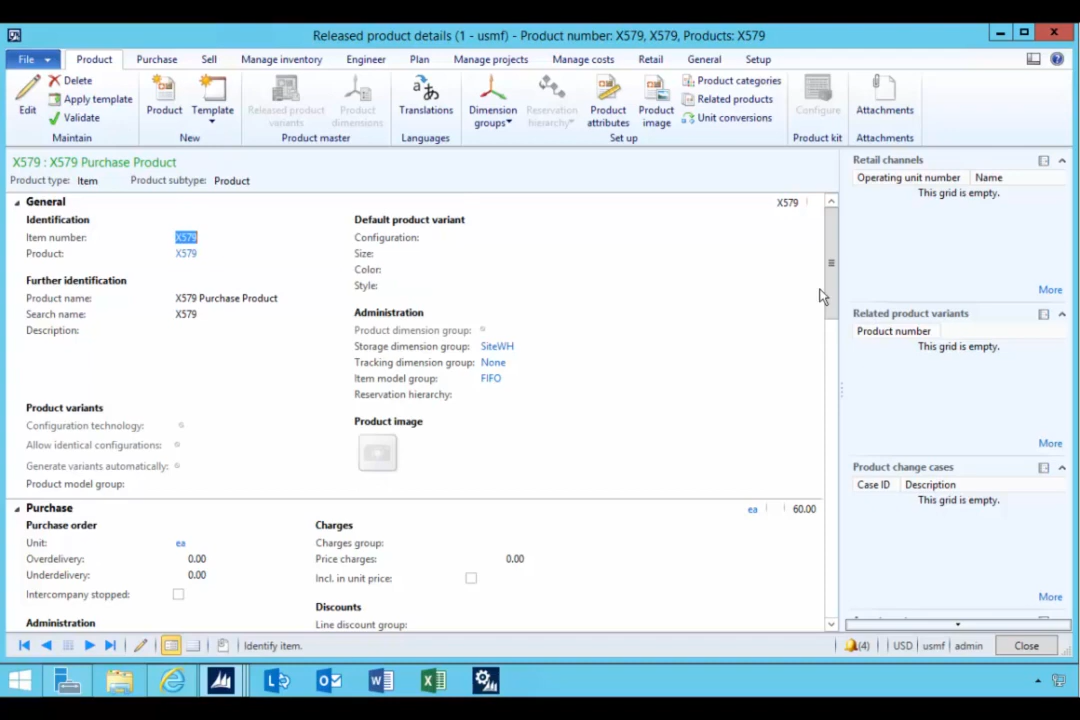 Released product details (1 - usmf) - Product number: X579, X579, Products: X579
File Product Purchase Sell Manage inventory Engineer Plan Manage projects Manage costs Retail General Setup
Edit
Delete
Apply template
Validate
Maintain
Product
Template
New
Released product variants
Product dimensions
Product master
Translations
Languages
Dimension groups
Reservation hierarchy
Product attributes
Product image
Product categories
Related products
Unit conversions
Set up
Configure
Product kit
Attachments
Attachments
X579 : X579 Purchase Product
Product type: Item Product subtype: Product
General X579
Identification
Item number: X579
Product: X579
Further identification
Product name: X579 Purchase Product
Search name: X579
Description:
Product variants
Configuration technology:
Allow identical configurations:
Generate variants automatically:
Product model group:
Default product variant
Configuration:
Size:
Color:
Style:
Administration
Product dimension group:
Storage dimension group: SiteWH
Tracking dimension group: None
Item model group: FIFO
Reservation hierarchy:
Product image
Purchase ea 60.00
Purchase order
Unit: ea
Overdelivery: 0.00
Underdelivery: 0.00
Intercompany stopped:
Administration
Charges
Charges group:
Price charges: 0.00
Incl. in unit price:
Discounts
Line discount group:
Retail channels
Operating unit number Name
This grid is empty.
More
Related product variants
Product number
This grid is empty.
More
Product change cases
Case ID Description
This grid is empty.
More
Identify item.
(4) USD usmf admin Close